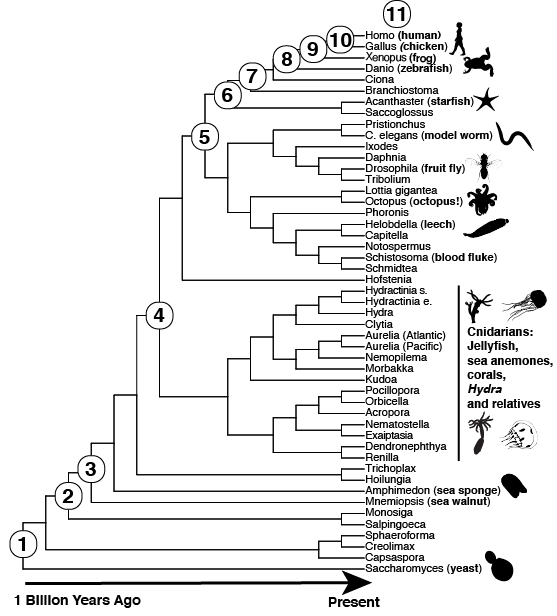 11
Homo (human)
10
Gallus (chicken)
9
Xenopus (frog)
8
Danio (zebrafish)
7
Ciona
Branchiostoma
6
Acanthaster (starfish)
Saccoglossus
Pristionchus
5
C. elegans (model worm)
Ixodes
Daphnia
Drosophila (fruit fly)
Tribolium
Lottia gigantea
Octopus (octopus!)
Phoronis
Helobdella (leech)
Capitella
Notospermus
Schistosoma (blood fluke)
Schmidtea
Hofstenia
Hydractinia s.
Hydractinia e.
Hydra
4
Clytia
Aurelia (Atlantic)
Aurelia (Pacific)
Nemopilema
Morbakka
Kudoa
Pocillopora
Orbicella
Acropora
Nematostella
Exaiptasia
Dendronephthya
Renilla
Cnidarians:
Jellyfish,
sea anemones,
corals,
Hydra
and relatives
3
Trichoplax
Hoilungia
Amphimedon (sea sponge)
2
Mnemiopsis (sea walnut)
Monosiga
Salpingoeca
1
Sphaeroforma
Creolimax
Capsaspora
Saccharomyces (yeast)
1 Billion Years Ago
Present